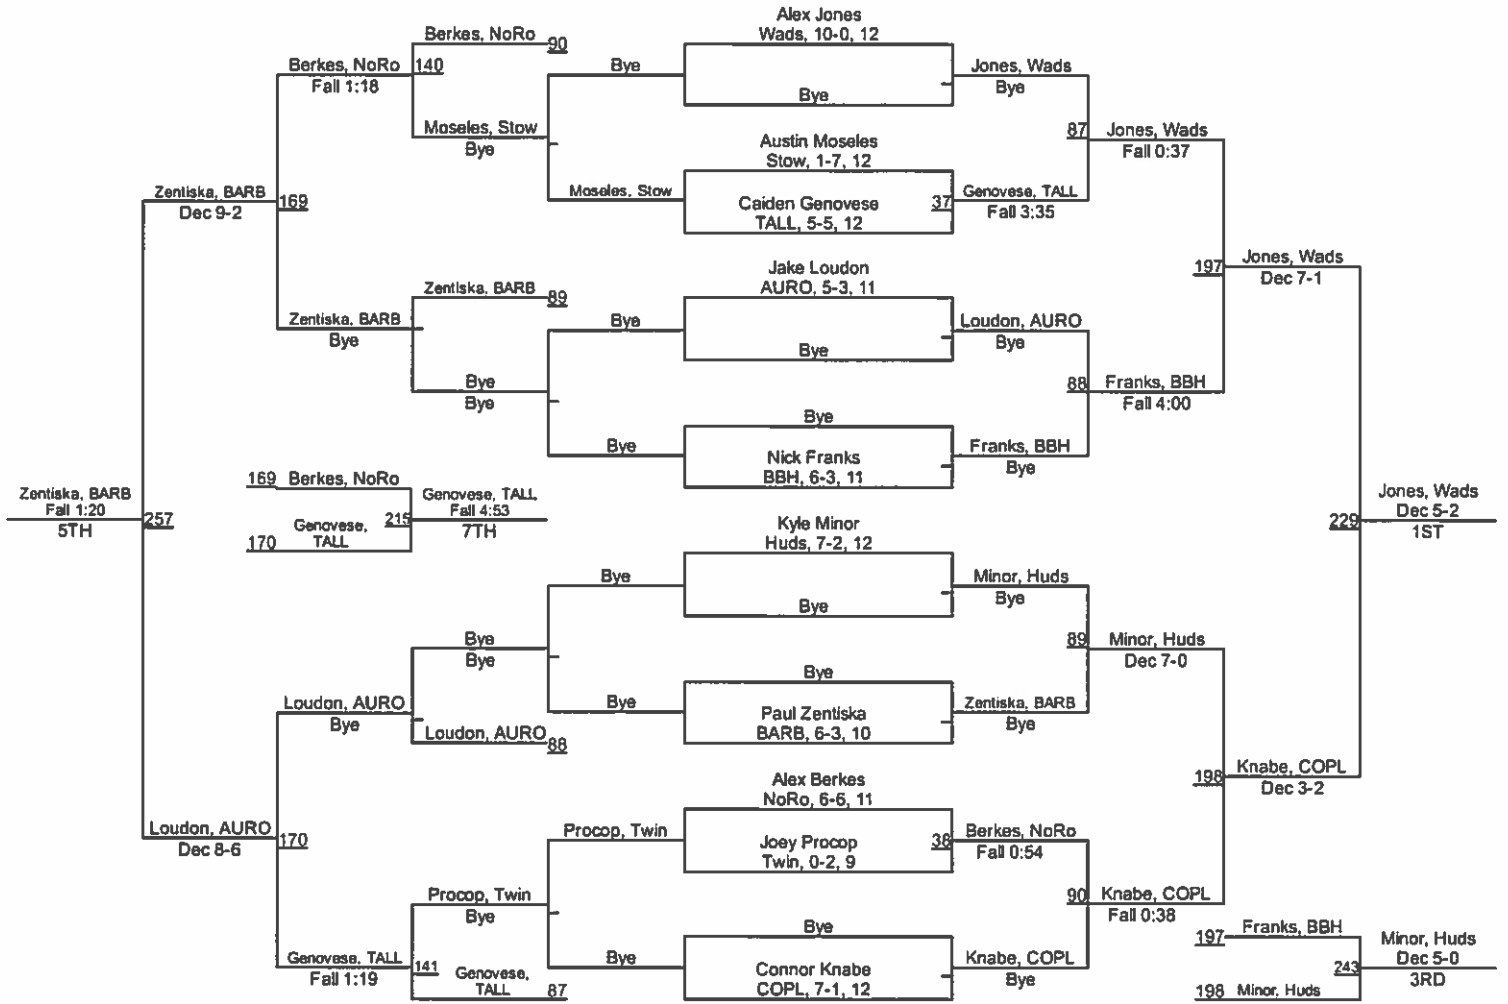 Alex Jones
Wads, 10-0, 12
Bye
Austin Moseles
Stow, 1-7, 12
Caiden Genovese
TALL, 5-5, 12
37
Jake Loudon
AURO, 5-3, 11
Bye
Bye
Nick Franks
BBH, 6-3, 11
Kyle Minor
Huds, 7-2, 12
Bye
Bye
Paul Zentiska
BARB, 6-3, 10
Alex Berkes
NoRo, 6-6, 11
Joey Procop
Twin, 0-2, 9
38
Bye
Connor Knabe
COPL, 7-1, 12
Jones, Wads
Bye
Genovese, TALL
Fall 3:35
Loudon, AURO
Bye
Franks, BBH
Bye
Minor, Huds
Bye
Zentiska, BARB
Bye
Berkes, NoRo
Fall 0:54
Knabe, COPL
Bye
87
Jones, Wads
Fall 0:37
88
Franks, BBH
Fall 4:00
89
Minor, Huds
Dec 7-0
90
Knabe, COPL
Fall 0:38
197
Jones, Wads
Dec 7-1
198
Knabe, COPL
Dec 3-2
229
Jones, Wads
Dec 5-2
1ST
197
Franks, BBH
198
Minor, Huds
243
Minor, Huds
Dec 5-0
3RD
Bye
Moseles, Stow
Bye
Bye
Bye
Bye
Procop, Twin
Bye
Berkes, NoRo
90
Moseles, Stow
Bye
Zentiska, BARB
89
Bye
Bye
Bye
Bye
Loudon, AURO
88
Procop, Twin
Bye
Genovese,
TALL
87
Berkes, NoRo
Fall 1:18
140
Zentiska, BARB
Bye
Loudon, AURO
Bye
Genovese, TALL
Fall 1:19
141
Zentiska, BARB
Dec 9-2
169
Loudon, AURO
Dec 8-6
170
169
Berkes, NoRo
170
Genovese,
TALL
215
Genovese, TALL
Fall 4:53
7TH
Zentiska, BARB
Fall 1:20
5TH
257